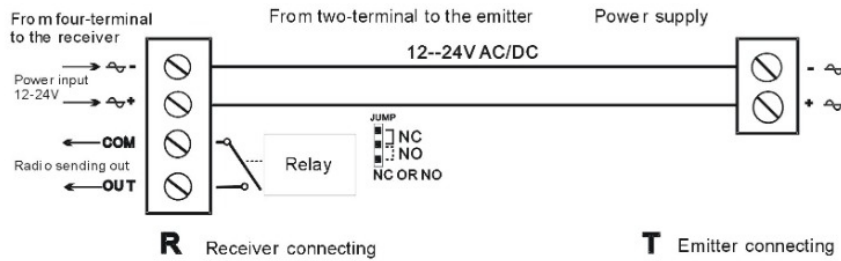 From four-terminal
to the receiver
From two-terminal to the emitter
Power supply
12--24V AC/DC
Power input
12-24V
-
+
COM
Radio sending out
OUT
Relay
JUMP
NC
NO
NC OR NO
-
+
R Receiver connecting
T Emitter connecting